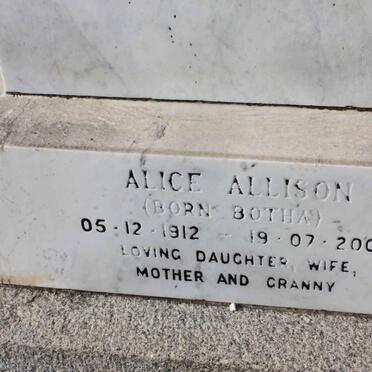 ALICE ALLISON
(BORN BOTHA)
05·12·1912 - 19·07·200
LOVING DAUGHTER, WIFE,
MOTHER AND GRANNY